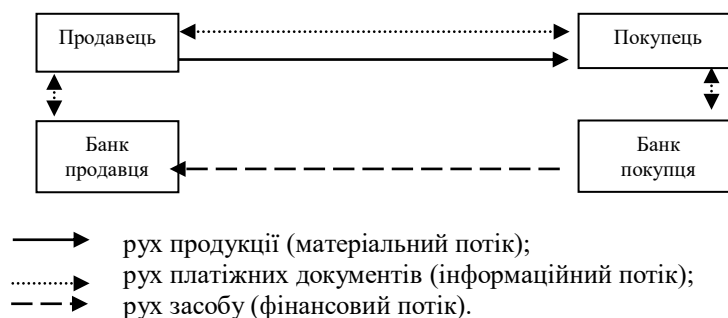 Продавець
Покупець
Банк
продавця
Банк
покупця
рух продукції (матеріальний потік);
рух платіжних документів (інформаційний потік);
рух засобу (фінансовий потік).